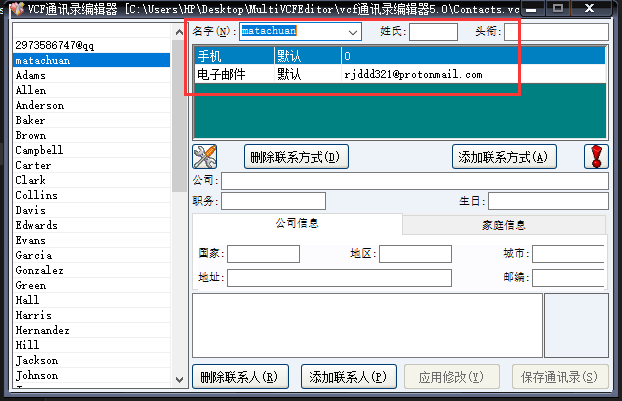 VCF通讯录编辑器 [C:\Users\HP\Desktop\MultiVCFEditor\vcf通讯录编辑器5.0\Contacts.vc
2973586747@qq
matachuan
Adams
Allen
Anderson
Baker
Brown
Campbell
Carter
Clark
Collins
Davis
Edwards
Evans
Garcia
Gonzalez
Green
Hall
Harris
Hernandez
Hill
Jackson
Johnson
名字(N): matachuan 姓氏: 头衔:
手机 默认 0
电子邮件 默认 rjddd321@protonmail.com
删除联系方式(D) 添加联系方式(A)
公司:
职务: 生日:
公司信息 家庭信息
国家: 地区: 城市:
地址: 邮编:
删除联系人(R) 添加联系人(P) 应用修改(Y) 保存通讯录(S)